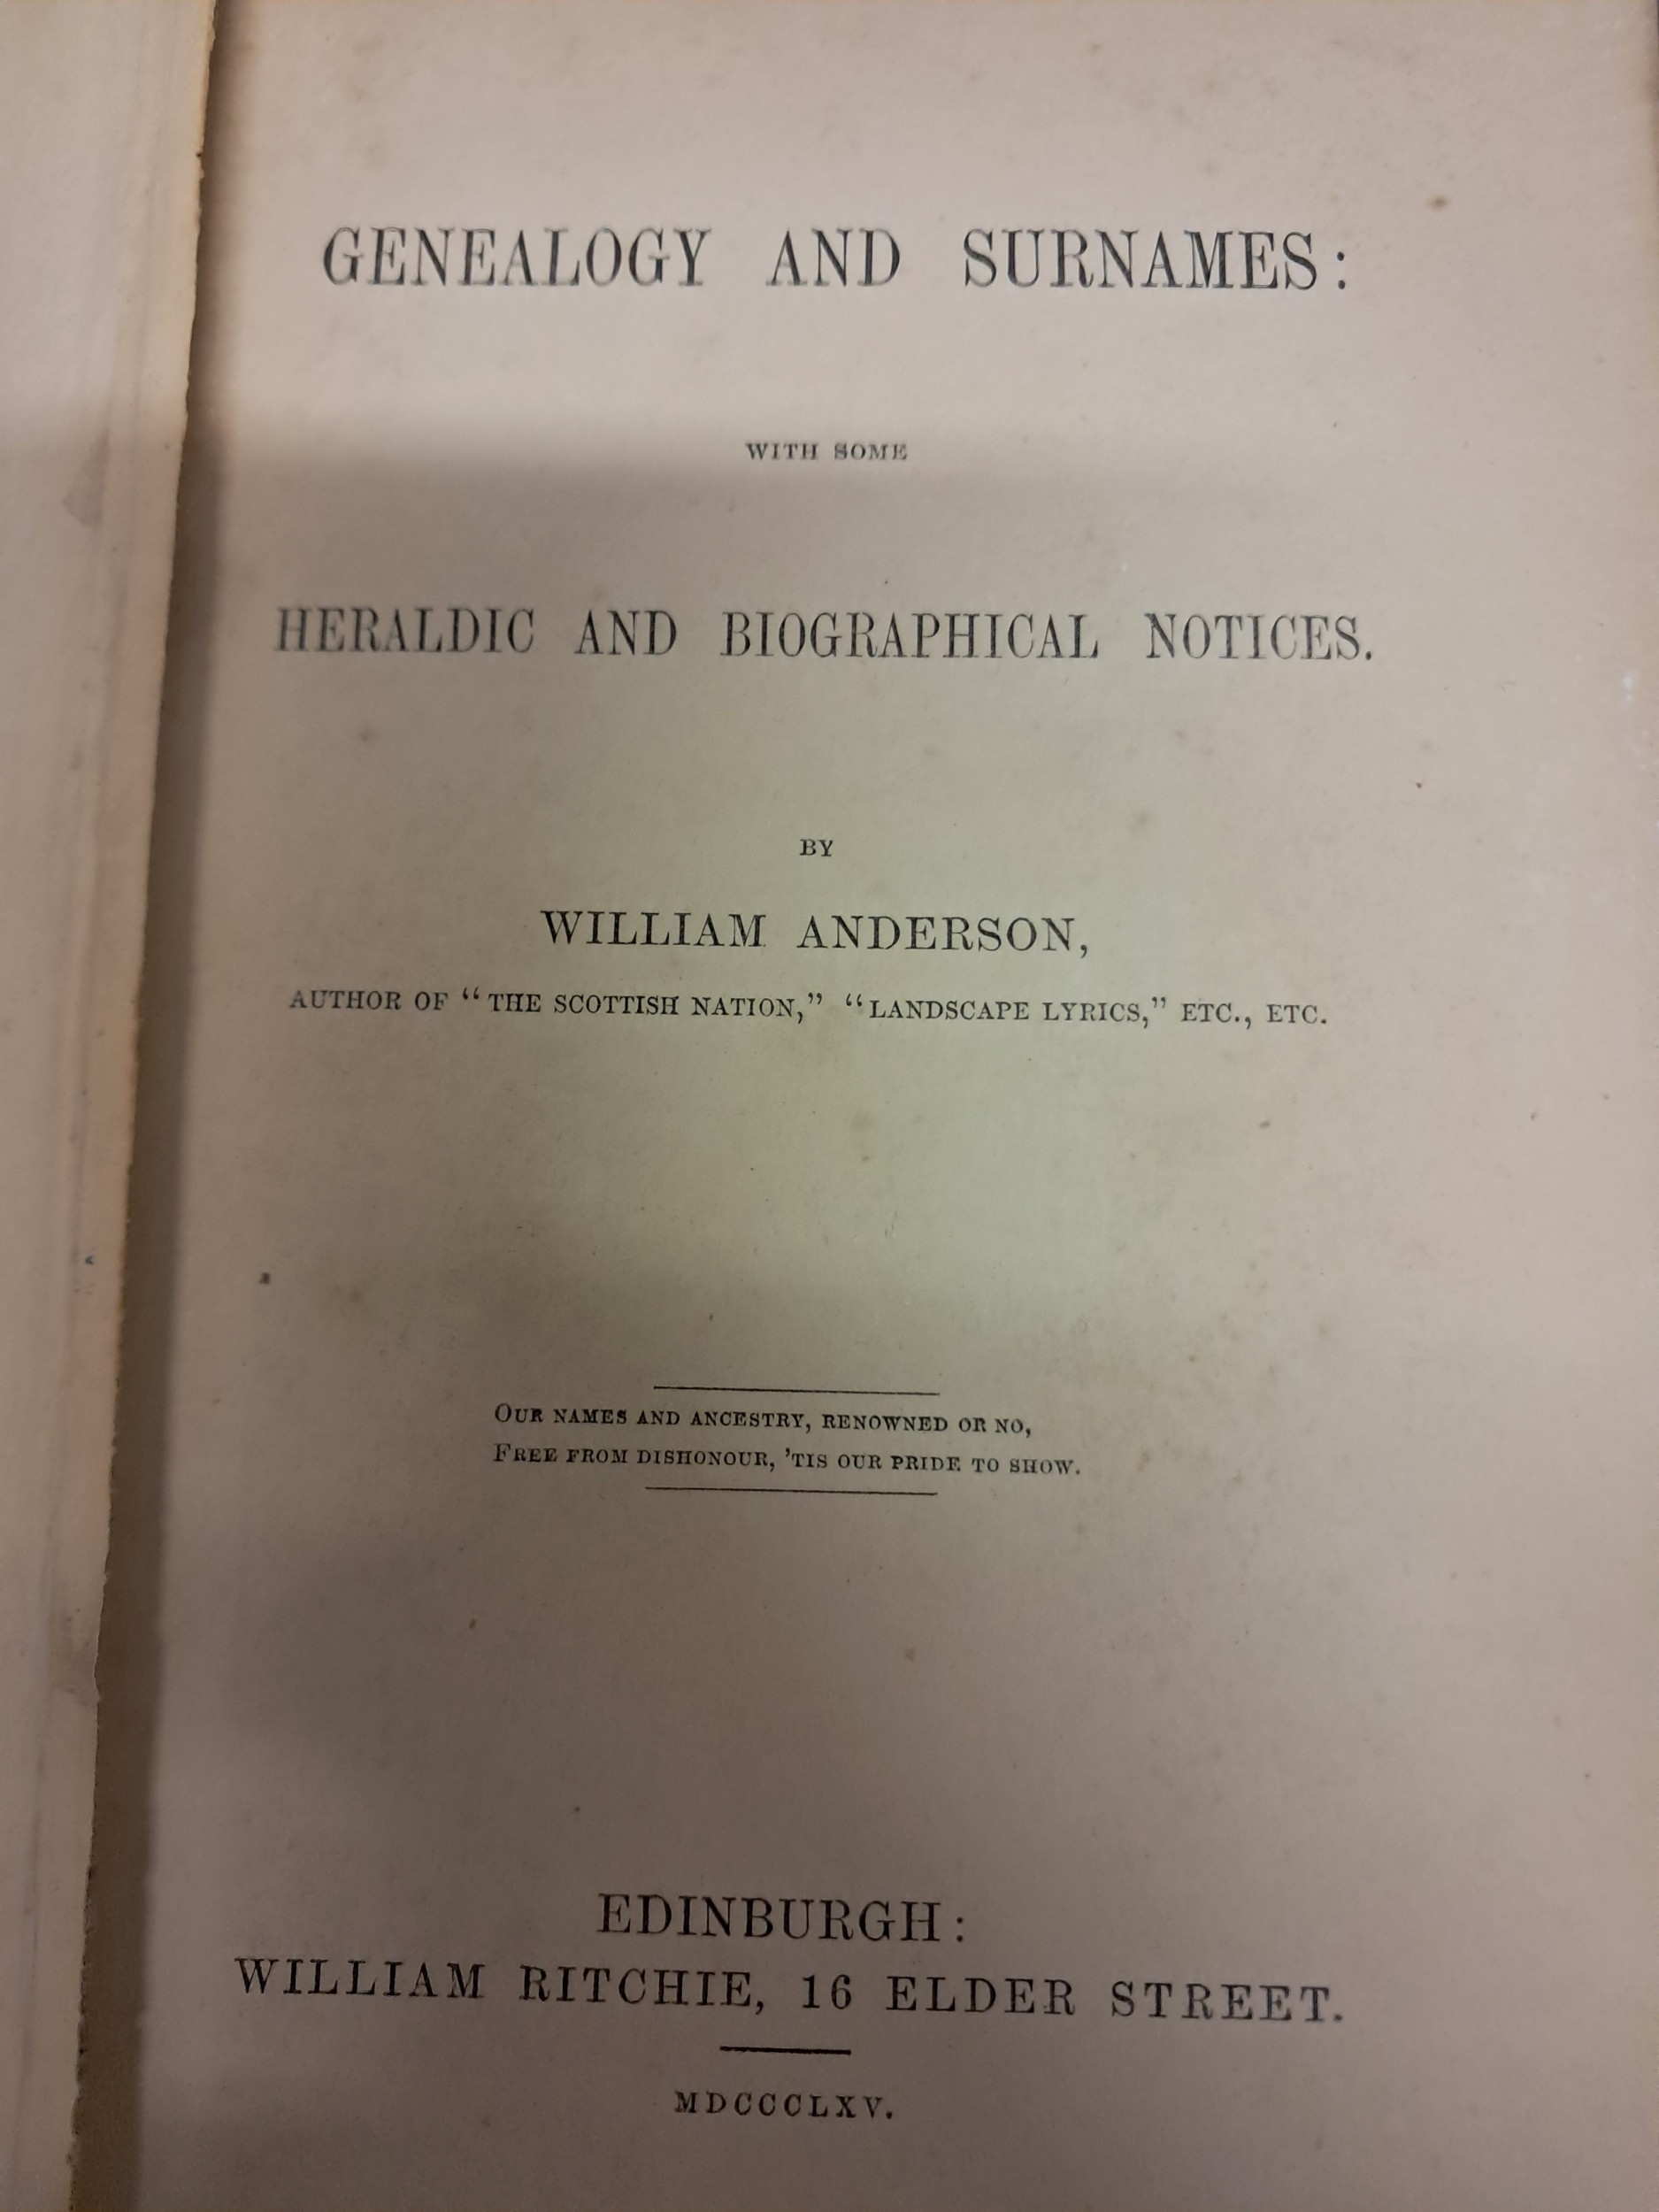 GENEALOGY AND SURNAMES:
WITH SOME
HERALDIC AND BIOGRAPHICAL NOTICES.
BY
WILLIAM ANDERSON,
AUTHOR OF “THE SCOTTISH NATION,” “LANDSCAPE LYRICS,” ETC., ETC.
OUR NAMES AND ANCESTRY, RENOWNED OR NO,
FREE FROM DISHONOUR, ’TIS OUR PRIDE TO SHOW.
EDINBURGH:
WILLIAM RITCHIE, 16 ELDER STREET.
MDCCCLXV.